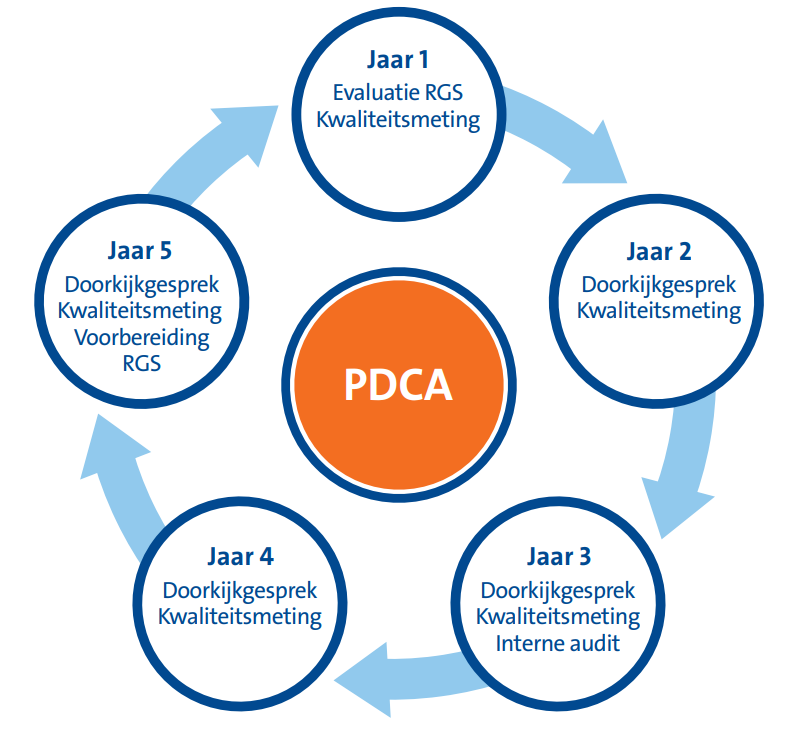 Jaar 1
Evaluatie RGS
Kwaliteitsmeting
Jaar 2
Doorkijkgesprek
Kwaliteitsmeting
Jaar 3
Doorkijkgesprek
Kwaliteitsmeting
Interne audit
Jaar 4
Doorkijkgesprek
Kwaliteitsmeting
Jaar 5
Doorkijkgesprek
Kwaliteitsmeting
Voorbereiding
RGS
PDCA